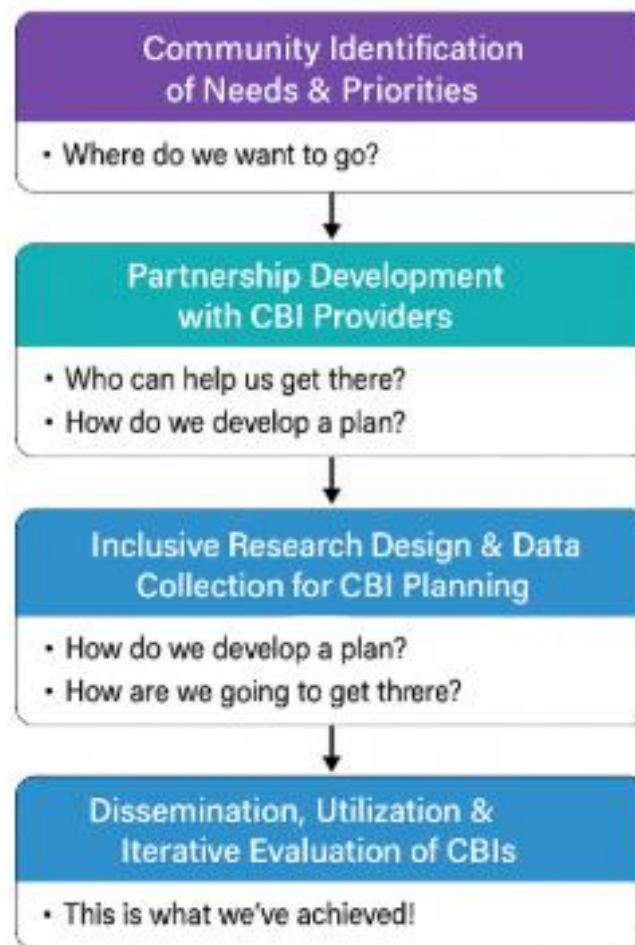 Community Identification
of Needs & Priorities
• Where do we want to go?
Partnership Development
with CBI Providers
• Who can help us get there?
• How do we develop a plan?
Inclusive Research Design & Data
Collection for CBI Planning
• How do we develop a plan?
• How are we going to get threre?
Dissemination, Utilization &
Iterative Evaluation of CBIs
• This is what we've achieved!